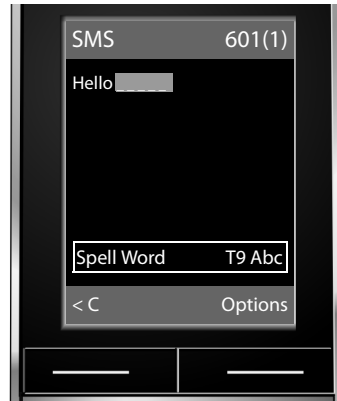 SMS 601(1)
Hello _ _ _ _ _
Spell Word T9 Abc
< C Options